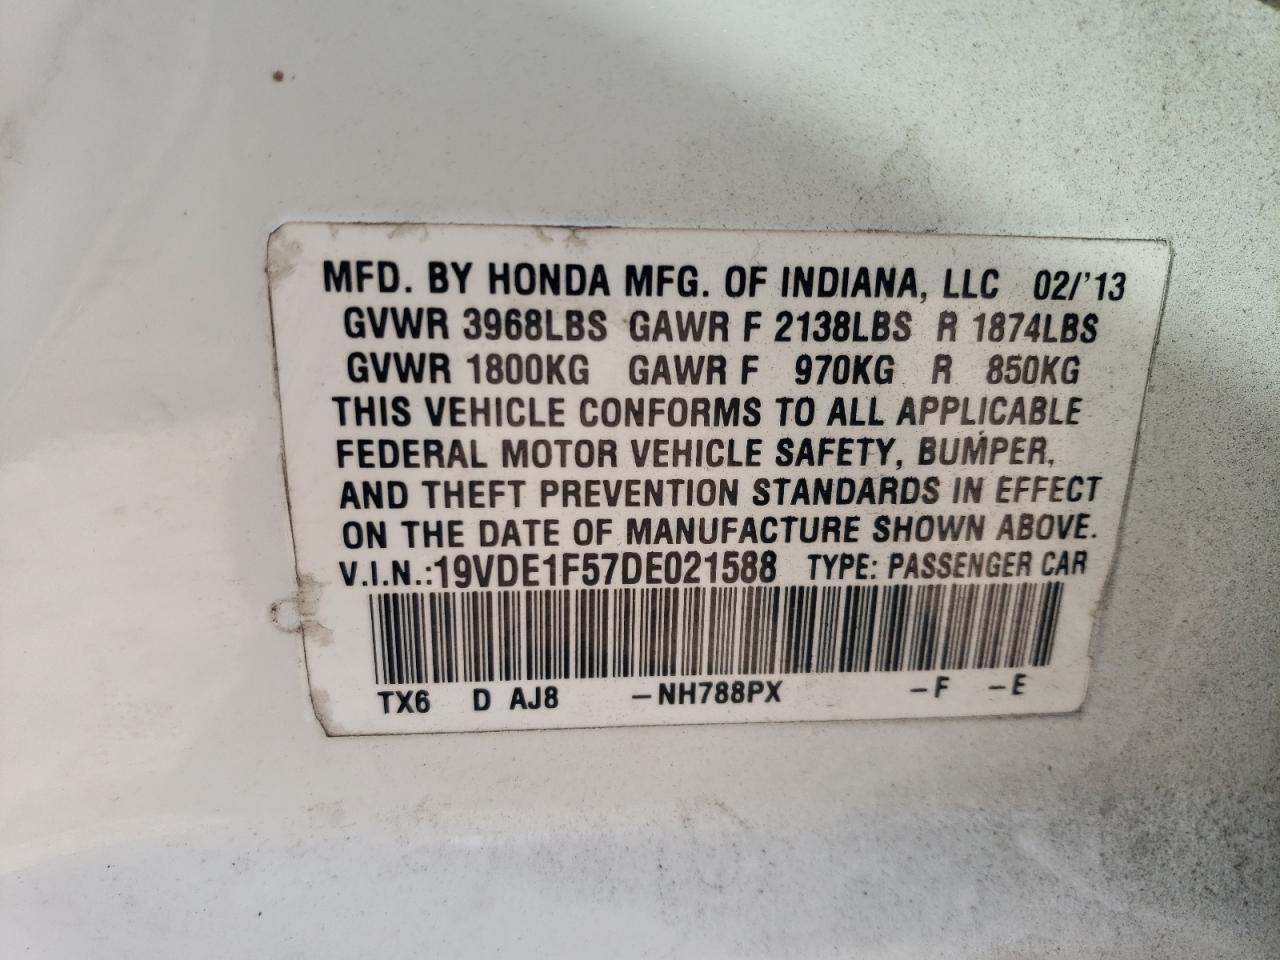 MFD. BY HONDA MFG. OF INDIANA, LLC 02/'13
GVWR 3968LBS GAWR F 2138LBS R 1874LBS
GVWR 1800KG GAWR F 970KG R 850KG
THIS VEHICLE CONFORMS TO ALL APPLICABLE
FEDERAL MOTOR VEHICLE SAFETY, BUMPER,
AND THEFT PREVENTION STANDARDS IN EFFECT
ON THE DATE OF MANUFACTURE SHOWN ABOVE.
V.I.N.:19VDE1F57DE021588 TYPE: PASSENGER CAR
TX6 D AJ8 –NH788PX –F –E